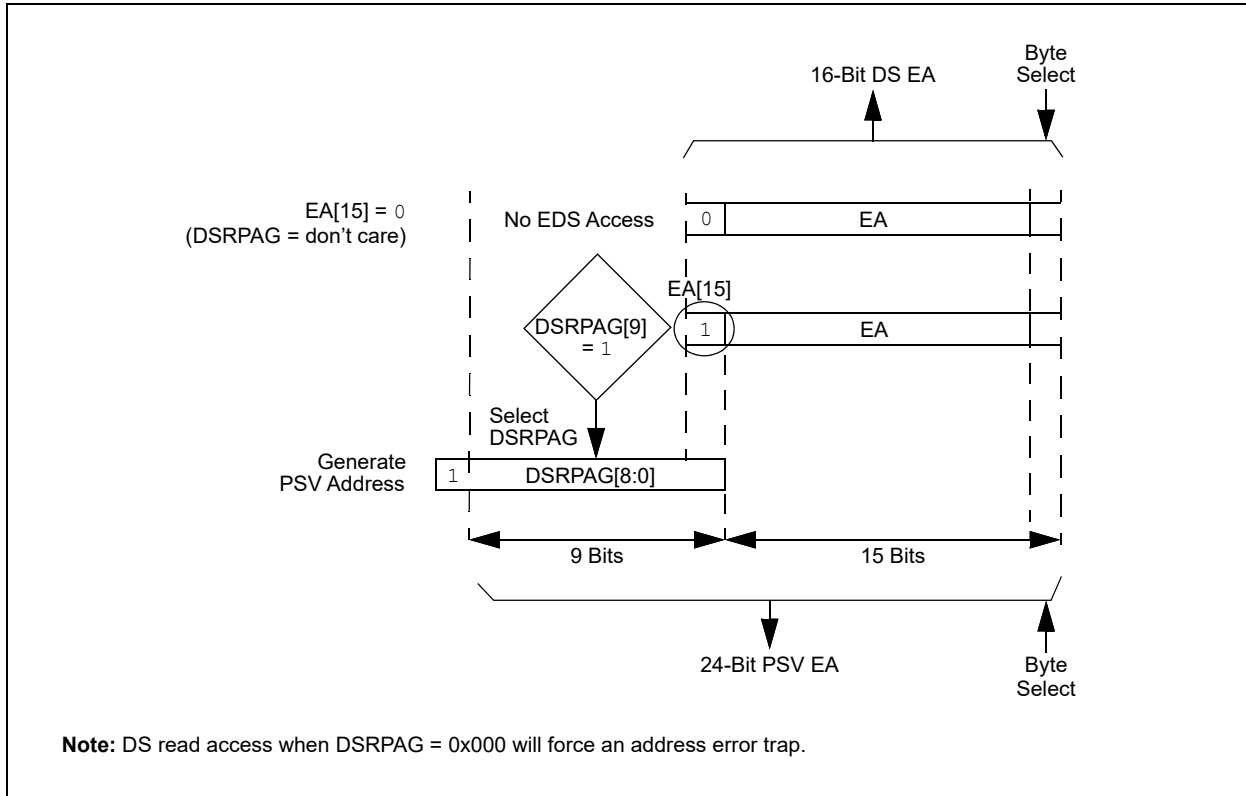 16-Bit DS EA
Byte
Select
EA[15] = 0
(DSRPAG = don't care)
No EDS Access
0
EA
EA[15]
DSRPAG[9]
= 1
1
EA
Select
DSRPAG
Generate
PSV Address
1
DSRPAG[8:0]
9 Bits
15 Bits
24-Bit PSV EA
Byte
Select
Note: DS read access when DSRPAG = 0x000 will force an address error trap.